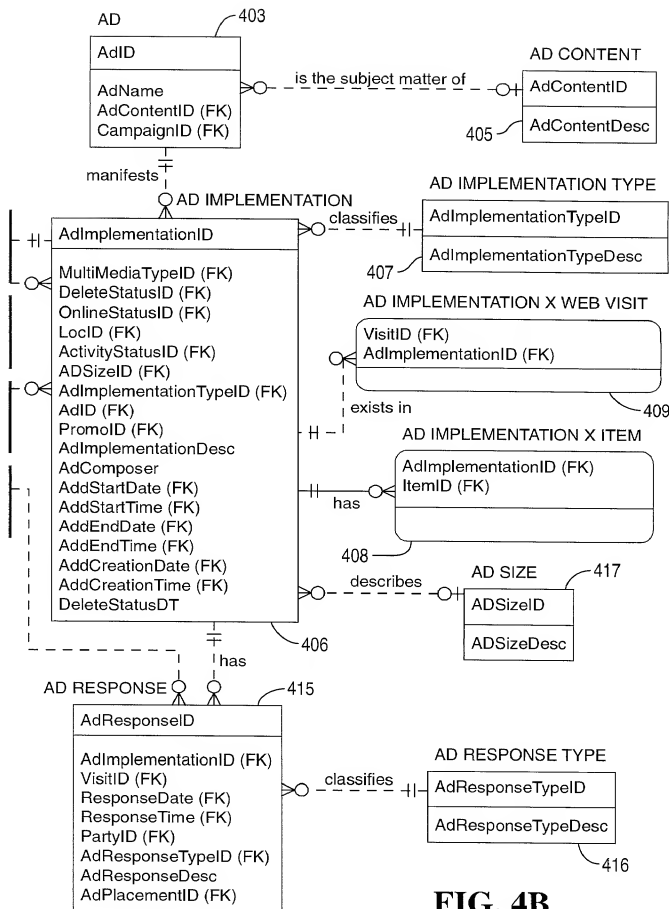 AD
403
AdID
AdName
AdContentID (FK)
CampaignID (FK)
is the subject matter of
AD CONTENT
AdContentID
AdContentDesc
405
manifests
AD IMPLEMENTATION
AdImplementationID
MultiMediaTypeID (FK)
DeleteStatusID (FK)
OnlineStatusID (FK)
LocID (FK)
ActivityStatusID (FK)
ADSizeID (FK)
AdImplementationTypeID (FK)
AdID (FK)
PromoID (FK)
AdImplementationDesc
AdComposer
AddStartDate (FK)
AddStartTime (FK)
AddEndDate (FK)
AddEndTime (FK)
AddCreationDate (FK)
AddCreationTime (FK)
DeleteStatusDT
406
classifies
AD IMPLEMENTATION TYPE
AdImplementationTypeID
AdImplementationTypeDesc
407
AD IMPLEMENTATION X WEB VISIT
VisitID (FK)
AdImplementationID (FK)
409
exists in
AD IMPLEMENTATION X ITEM
AdImplementationID (FK)
ItemID (FK)
408
has
describes
AD SIZE
417
ADSizeID
ADSizeDesc
has
AD RESPONSE
415
AdResponseID
AdImplementationID (FK)
VisitID (FK)
ResponseDate (FK)
ResponseTime (FK)
PartyID (FK)
AdResponseTypeID (FK)
AdResponseDesc
AdPlacementID (FK)
classifies
AD RESPONSE TYPE
AdResponseTypeID
AdResponseTypeDesc
416
FIG. 4B